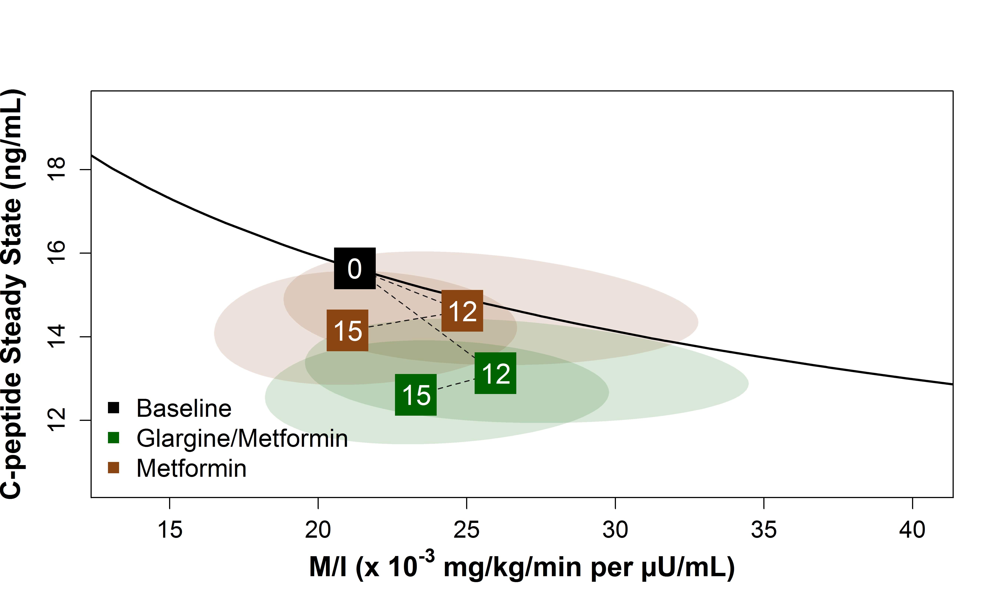 C-peptide Steady State (ng/mL)
18
16
14
12
0
12
15
12
15
Baseline
Glargine/Metformin
Metformin
15 20 25 30 35 40
M/I (x 10⁻³ mg/kg/min per µU/mL)